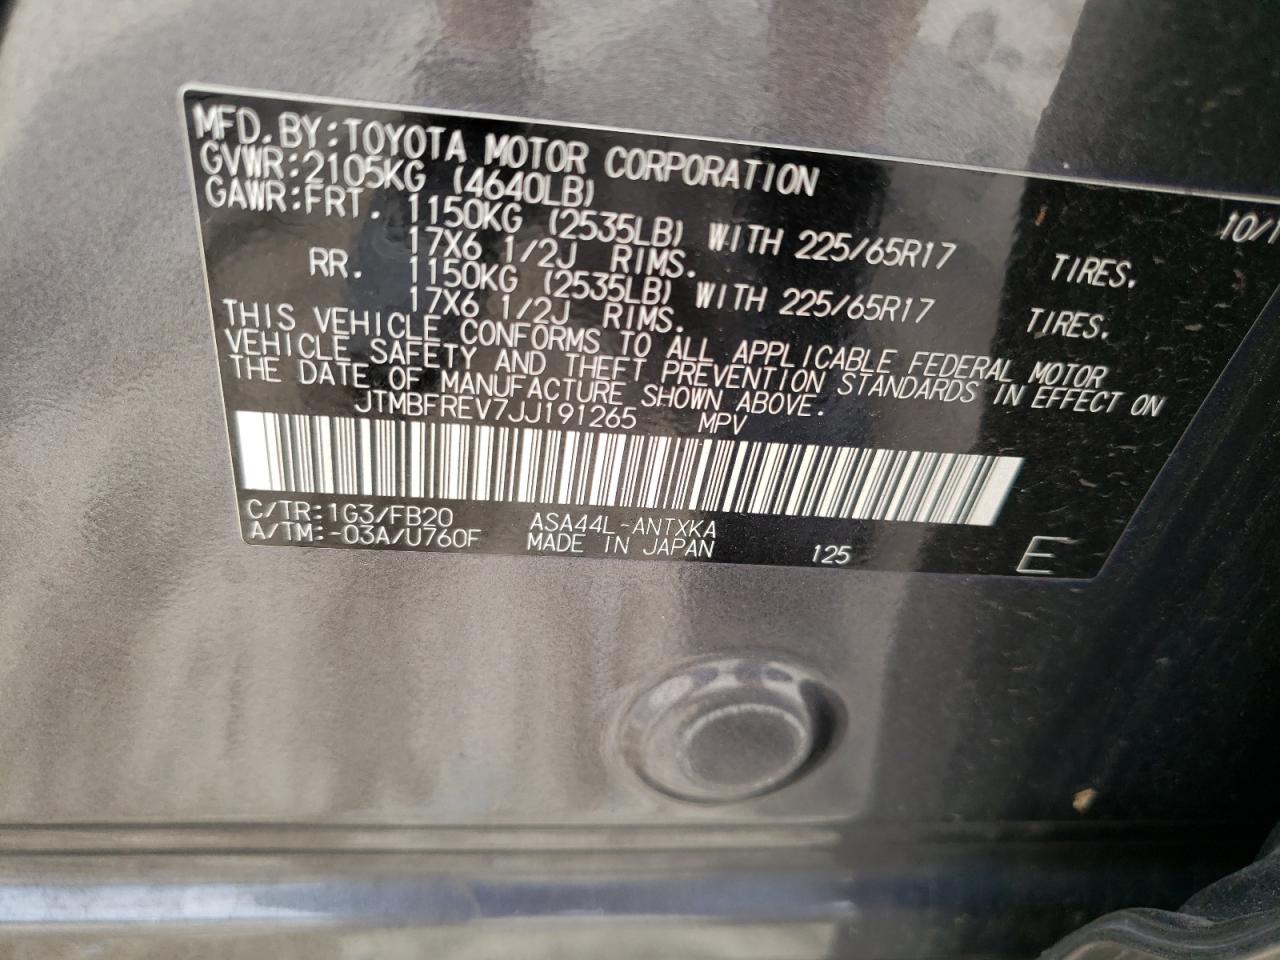 MFD.BY:TOYOTA MOTOR CORPORATION
10/1
GVWR:2105KG (4640LB)
GAWR:FRT. 1150KG (2535LB) WITH 225/65R17 TIRES.
17X6 1/2J RIMS.
RR. 1150KG (2535LB) WITH 225/65R17 TIRES.
17X6 1/2J RIMS.
THIS VEHICLE CONFORMS TO ALL APPLICABLE FEDERAL MOTOR
VEHICLE SAFETY AND THEFT PREVENTION STANDARDS IN EFFECT ON
THE DATE OF MANUFACTURE SHOWN ABOVE.
JTMBFREV7JJ191265 MPV
C/TR:1G3/FB20 ASA44L-ANTXKA
A/TM:-03A/U760F MADE IN JAPAN 125 E